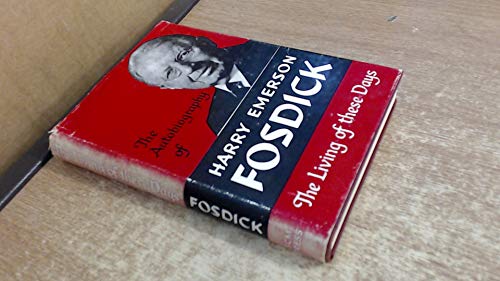 The Autobiography
of
HARRY EMERSON
FOSDICK
The Living of these Days
FOSDICK